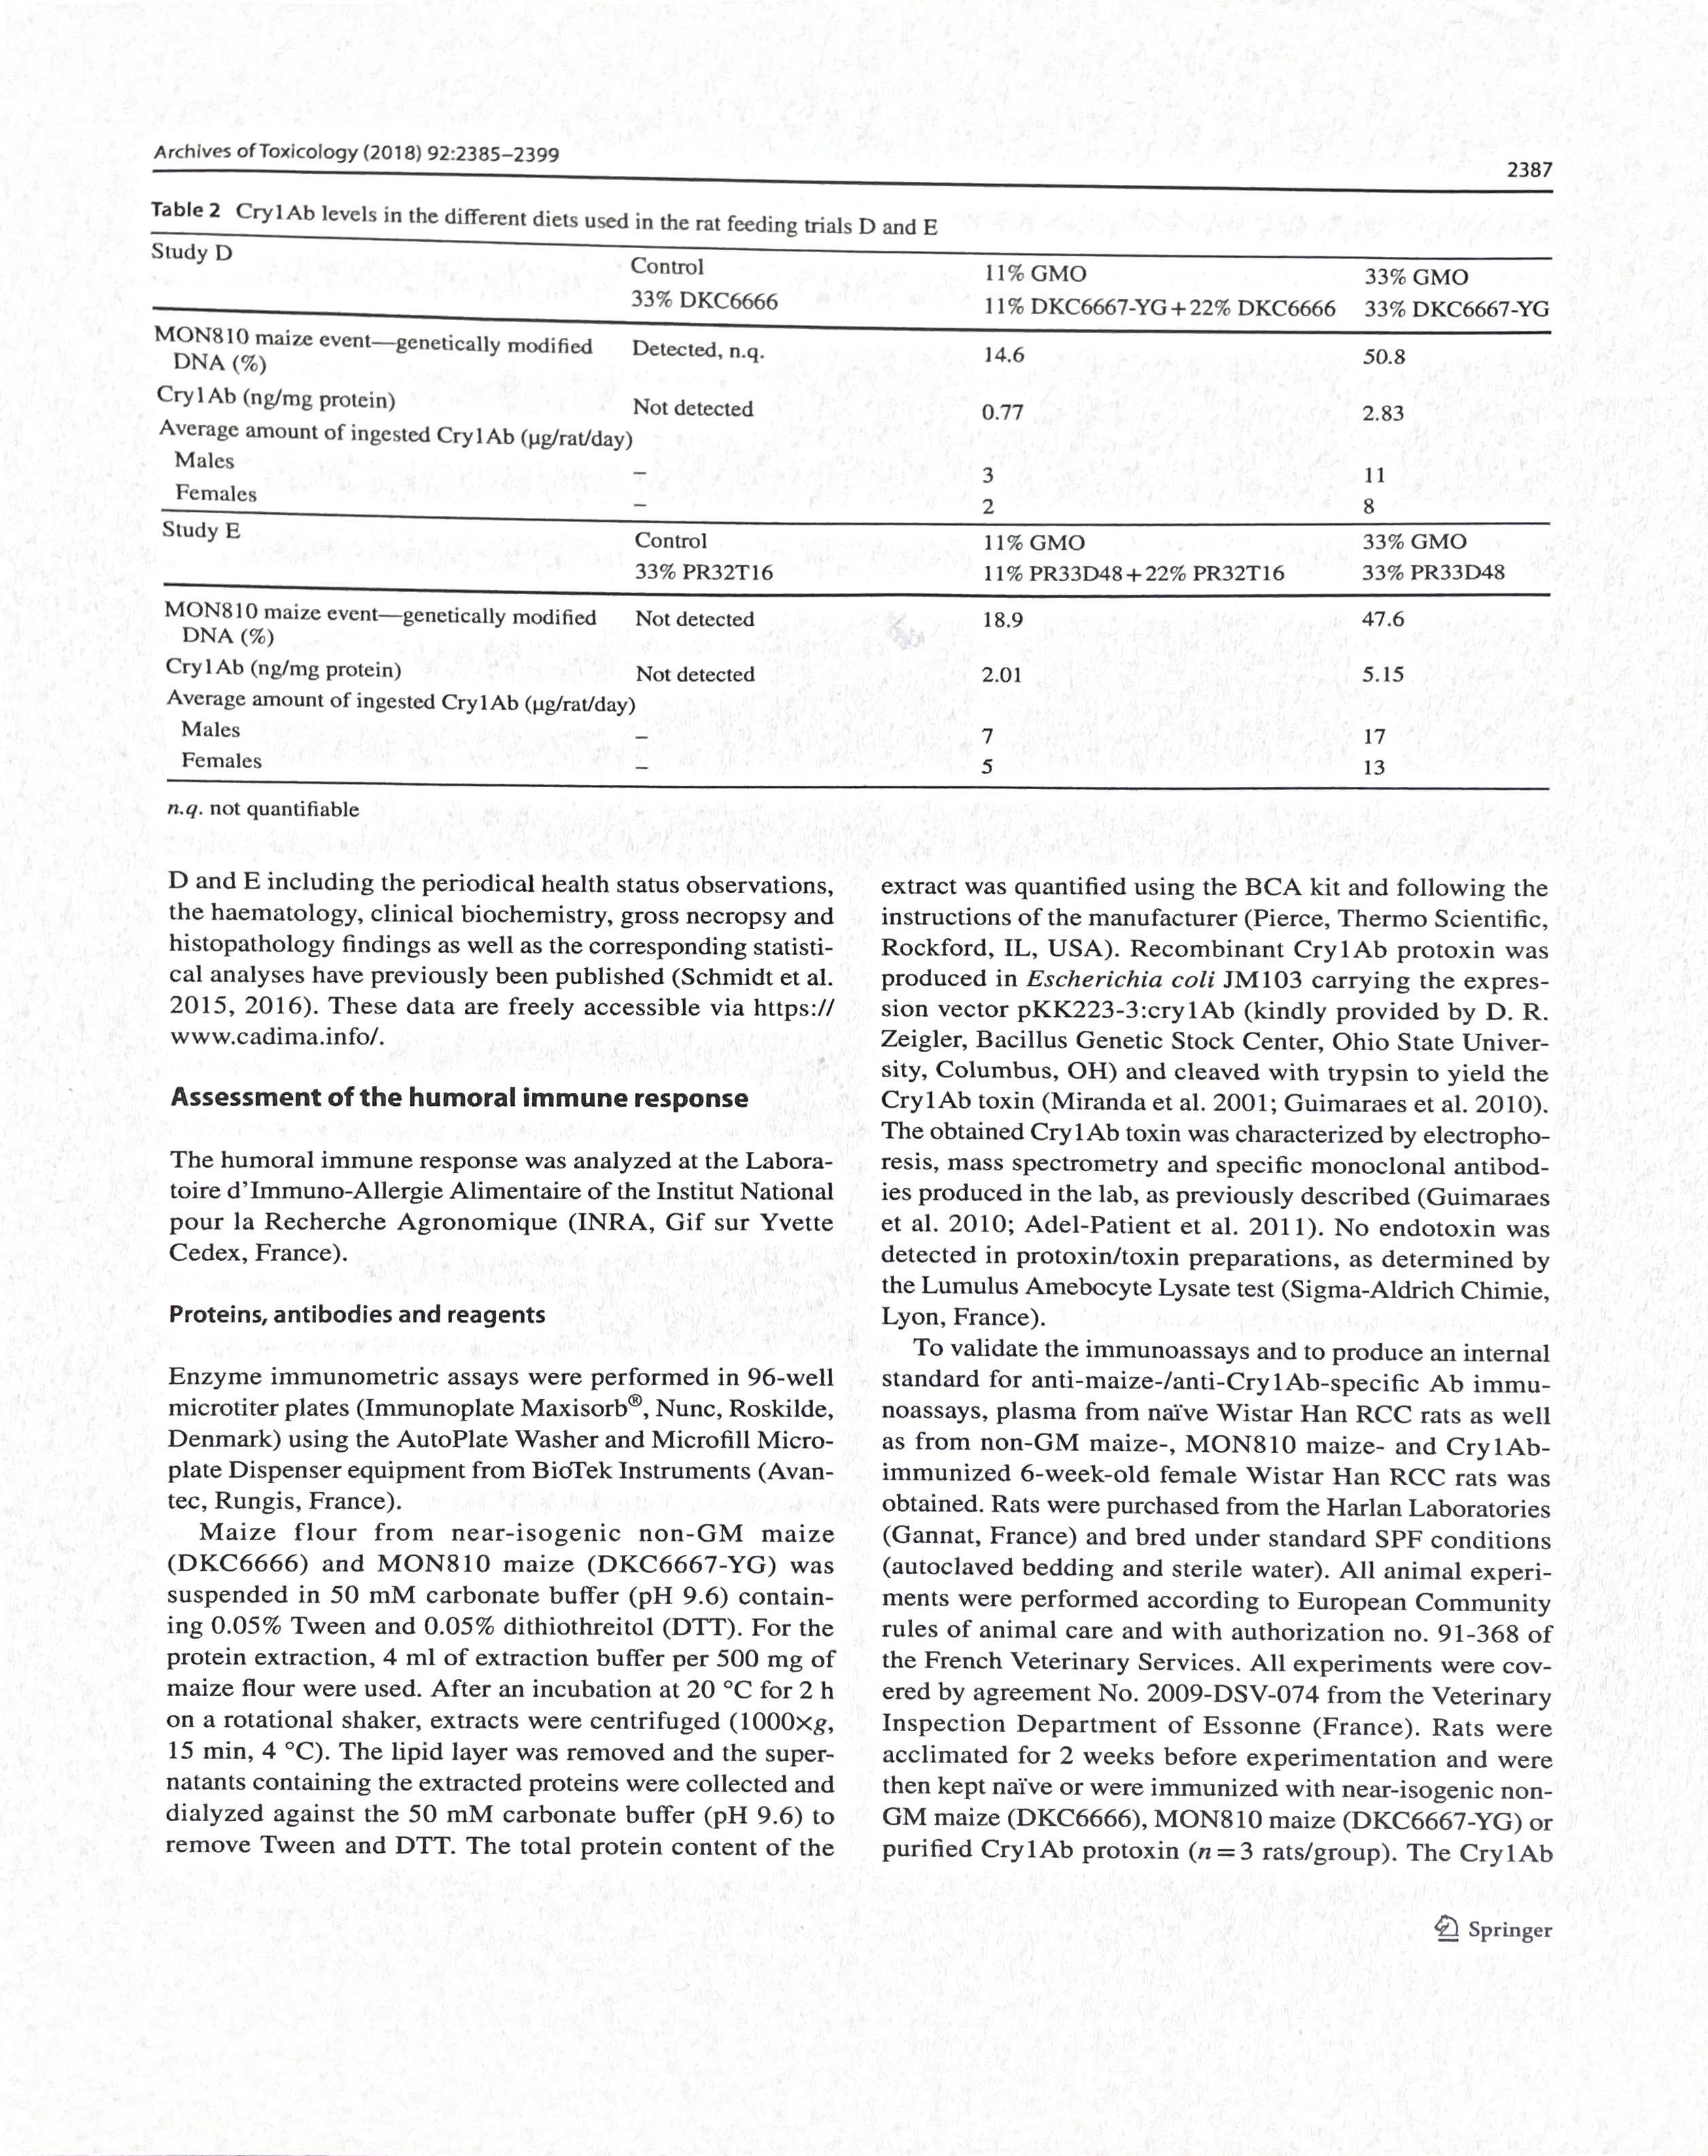 Archives of Toxicology (2018) 92:2385–2399
2387
Table 2 Cry1Ab levels in the different diets used in the rat feeding trials D and E
Study D Control 11% GMO 33% GMO
33% DKC6666 11% DKC6667-YG+22% DKC6666 33% DKC6667-YG
MON810 maize event—genetically modified Detected, n.q. 14.6 50.8
DNA (%)
Cry1Ab (ng/mg protein) Not detected 0.77 2.83
Average amount of ingested Cry1Ab (µg/rat/day)
Males – 3 11
Females – 2 8
Study E Control 11% GMO 33% GMO
33% PR32T16 11% PR33D48+22% PR32T16 33% PR33D48
MON810 maize event—genetically modified Not detected 18.9 47.6
DNA (%)
Cry1Ab (ng/mg protein) Not detected 2.01 5.15
Average amount of ingested Cry1Ab (µg/rat/day)
Males – 7 17
Females – 5 13
n.q. not quantifiable
D and E including the periodical health status observations,
the haematology, clinical biochemistry, gross necropsy and
histopathology findings as well as the corresponding statisti-
cal analyses have previously been published (Schmidt et al.
2015, 2016). These data are freely accessible via https://
www.cadima.info/.
Assessment of the humoral immune response
The humoral immune response was analyzed at the Labora-
toire d'Immuno-Allergie Alimentaire of the Institut National
pour la Recherche Agronomique (INRA, Gif sur Yvette
Cedex, France).
Proteins, antibodies and reagents
Enzyme immunometric assays were performed in 96-well
microtiter plates (Immunoplate Maxisorb®, Nunc, Roskilde,
Denmark) using the AutoPlate Washer and Microfill Micro-
plate Dispenser equipment from BioTek Instruments (Avan-
tec, Rungis, France).
Maize flour from near-isogenic non-GM maize
(DKC6666) and MON810 maize (DKC6667-YG) was
suspended in 50 mM carbonate buffer (pH 9.6) contain-
ing 0.05% Tween and 0.05% dithiothreitol (DTT). For the
protein extraction, 4 ml of extraction buffer per 500 mg of
maize flour were used. After an incubation at 20 °C for 2 h
on a rotational shaker, extracts were centrifuged (1000×g,
15 min, 4 °C). The lipid layer was removed and the super-
natants containing the extracted proteins were collected and
dialyzed against the 50 mM carbonate buffer (pH 9.6) to
remove Tween and DTT. The total protein content of the
extract was quantified using the BCA kit and following the
instructions of the manufacturer (Pierce, Thermo Scientific,
Rockford, IL, USA). Recombinant Cry1Ab protoxin was
produced in Escherichia coli JM103 carrying the expres-
sion vector pKK223-3:cry1Ab (kindly provided by D. R.
Zeigler, Bacillus Genetic Stock Center, Ohio State Univer-
sity, Columbus, OH) and cleaved with trypsin to yield the
Cry1Ab toxin (Miranda et al. 2001; Guimaraes et al. 2010).
The obtained Cry1Ab toxin was characterized by electropho-
resis, mass spectrometry and specific monoclonal antibod-
ies produced in the lab, as previously described (Guimaraes
et al. 2010; Adel-Patient et al. 2011). No endotoxin was
detected in protoxin/toxin preparations, as determined by
the Lumulus Amebocyte Lysate test (Sigma-Aldrich Chimie,
Lyon, France).
To validate the immunoassays and to produce an internal
standard for anti-maize-/anti-Cry1Ab-specific Ab immu-
noassays, plasma from naïve Wistar Han RCC rats as well
as from non-GM maize-, MON810 maize- and Cry1Ab-
immunized 6-week-old female Wistar Han RCC rats was
obtained. Rats were purchased from the Harlan Laboratories
(Gannat, France) and bred under standard SPF conditions
(autoclaved bedding and sterile water). All animal experi-
ments were performed according to European Community
rules of animal care and with authorization no. 91-368 of
the French Veterinary Services. All experiments were cov-
ered by agreement No. 2009-DSV-074 from the Veterinary
Inspection Department of Essonne (France). Rats were
acclimated for 2 weeks before experimentation and were
then kept naïve or were immunized with near-isogenic non-
GM maize (DKC6666), MON810 maize (DKC6667-YG) or
purified Cry1Ab protoxin (n = 3 rats/group). The Cry1Ab
Springer